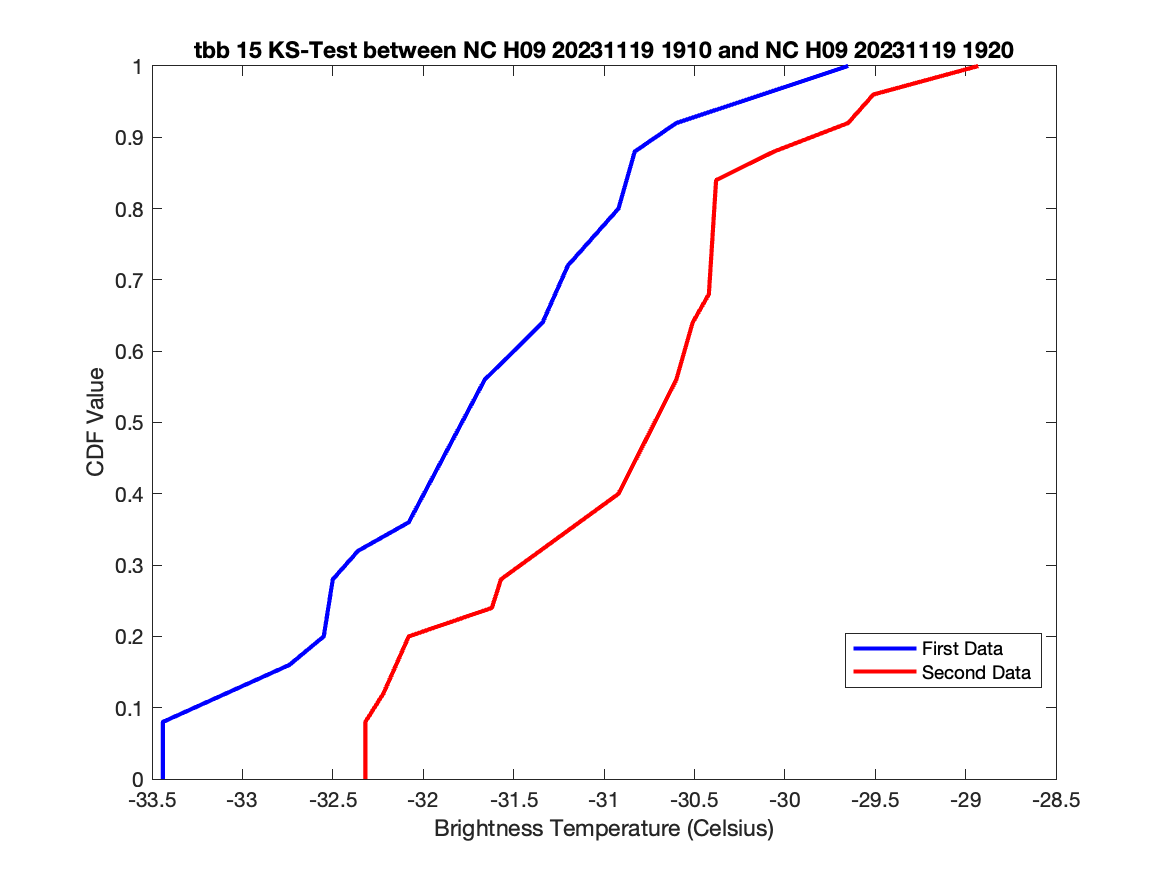 tbb 15 KS-Test between NC H09 20231119 1910 and NC H09 20231119 1920
1
0.9
0.8
0.7
0.6
0.5
0.4
0.3
0.2
0.1
0
CDF Value
First Data
Second Data
-33.5 -33 -32.5 -32 -31.5 -31 -30.5 -30 -29.5 -29 -28.5
Brightness Temperature (Celsius)